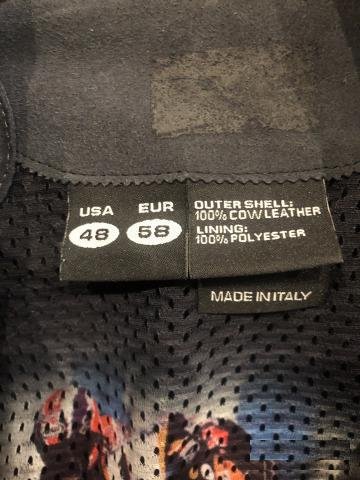 USA EUR
48 58
OUTER SHELL:
100% COW LEATHER
LINING:
100% POLYESTER
MADE IN ITALY